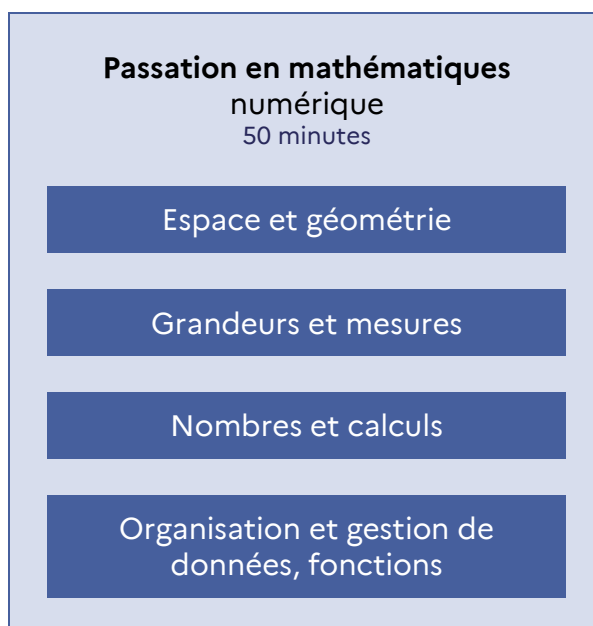 Passation en mathématiques
numérique
50 minutes
Espace et géométrie
Grandeurs et mesures
Nombres et calculs
Organisation et gestion de
données, fonctions